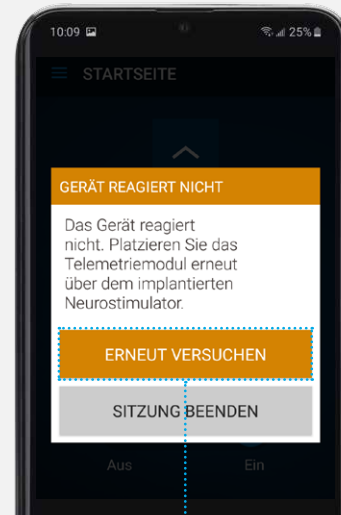 10:09 25%
STARTSEITE
GERÄT REAGIERT NICHT
Das Gerät reagiert
nicht. Platzieren Sie das
Telemetriemodul erneut
über dem implantierten
Neurostimulator.
ERNEUT VERSUCHEN
SITZUNG BEENDEN
Aus Ein